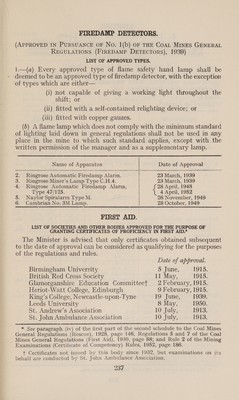 FIREDAMP DETECTORS.
(APPROVED IN PURSUANCE OF NO. 1(b) OF THE COAL MINES GENERAL
REGULATIONS (FIREDAMP DETECTORS), 1939)
LIST OF APPROVED TYPES.
1.—(a) Every approved type of flame safety hand lamp shall be
deemed to be an approved type of firedamp detector, with the exception
of types which are either—
(i) not capable of giving a working light throughout the
shift; or
(ii) fitted with a self-contained relighting device; or
(iii) fitted with copper gauzes.
(b) A flame lamp which does not comply with the minimum standard
of lighting laid down in general regulations shall not be used in any
place in the mine to which such standard applies, except with the
written permission of the manager and as a supplementary lamp.
Name of Apparatus Date of Approval
2. Ringrose Automatic Firedamp Alarm. 23 March, 1939
3. Ringrose Miner's Lamp Type C.H.4. 23 March, 1939
4. Ringrose Automatic Firedamp Alarm, { 28 April, 1948
Type 47/125. { 4 April, 1952
5. Naylor Spiralarm Type M. 28 November, 1949
6. Cambrian No. 3M Lamp. 28 October, 1949
FIRST AID.
LIST OF SOCIETIES AND OTHER BODIES APPROVED FOR THE PURPOSE OF
GRANTING CERTIFICATES OF PROFICIENCY IN FIRST AID.*
The Minister is advised that only certificates obtained subsequent
to the date of approval can be considered as qualifying for the purposes
of the regulations and rules.
Date of approval.
Birmingham University 5 June, 1915.
British Red Cross Society 11 May, 1915.
Glamorganshire Education Committee† 2 February, 1915.
Heriot-Watt College, Edinburgh 9 February, 1915.
King's College, Newcastle-upon-Tyne 19 June, 1939.
Leeds University 8 May, 1950.
St. Andrew's Association 10 July, 1913.
St. John Ambulance Association 10 July, 1913.
* See paragraph (iv) of the first part of the second schedule to the Coal Mines
General Regulations (Rescue), 1928, page 146, Regulations 5 and 7 of the Coal
Mines General Regulations (First Aid), 1930, page 88; and Rule 2 of the Mining
Examinations (Certificate of Competency) Rules, 1952, page 186.
† Certificates not issued by this body since 1937, but examinations on its
behalf are conducted by St. John Ambulance Association.
237